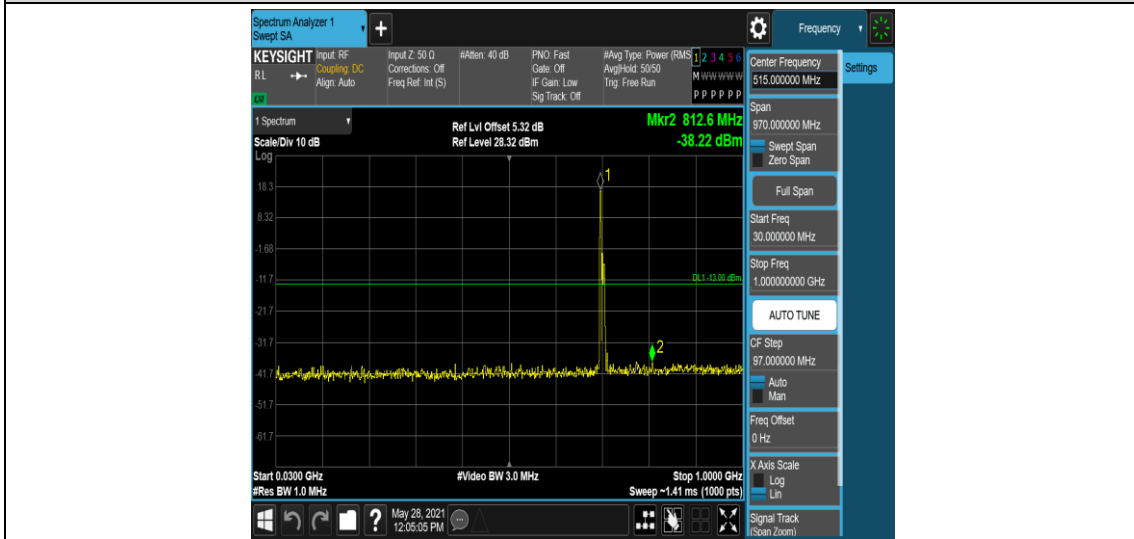 Spectrum Analyzer 1
Swept SA
Frequency
KEYSIGHT
RL
Input: RF
Coupling: DC
Align: Auto
Input Z: 50 Ω
Corrections: Off
Freq Ref: Int (S)
#Atten: 40 dB
PNO: Fast
Gate: Off
IF Gain: Low
Sig Track: Off
#Avg Type: Power (RMS
Avg|Hold: 50/50
Trig: Free Run
1 2 3 4 5 6
M W W W W W
P P P P P P
Center Frequency
515.000000 MHz
Settings
Span
970.000000 MHz
Swept Span
Zero Span
Full Span
Start Freq
30.000000 MHz
Stop Freq
1.000000000 GHz
AUTO TUNE
CF Step
97.000000 MHz
Auto
Man
Freq Offset
0 Hz
X Axis Scale
Log
Lin
Signal Track
(Span Zoom)
1 Spectrum
Scale/Div 10 dB
Ref Lvl Offset 5.32 dB
Ref Level 28.32 dBm
Mkr2 812.6 MHz
-38.22 dBm
Log
1
18.3
8.32
-1.68
-11.7
DL1 -13.00 dBm
-21.7
-31.7
2
-41.7
-51.7
-61.7
Start 0.0300 GHz
#Video BW 3.0 MHz
Stop 1.0000 GHz
#Res BW 1.0 MHz
Sweep ~1.41 ms (1000 pts)
?
May 28, 2021
12:05:05 PM